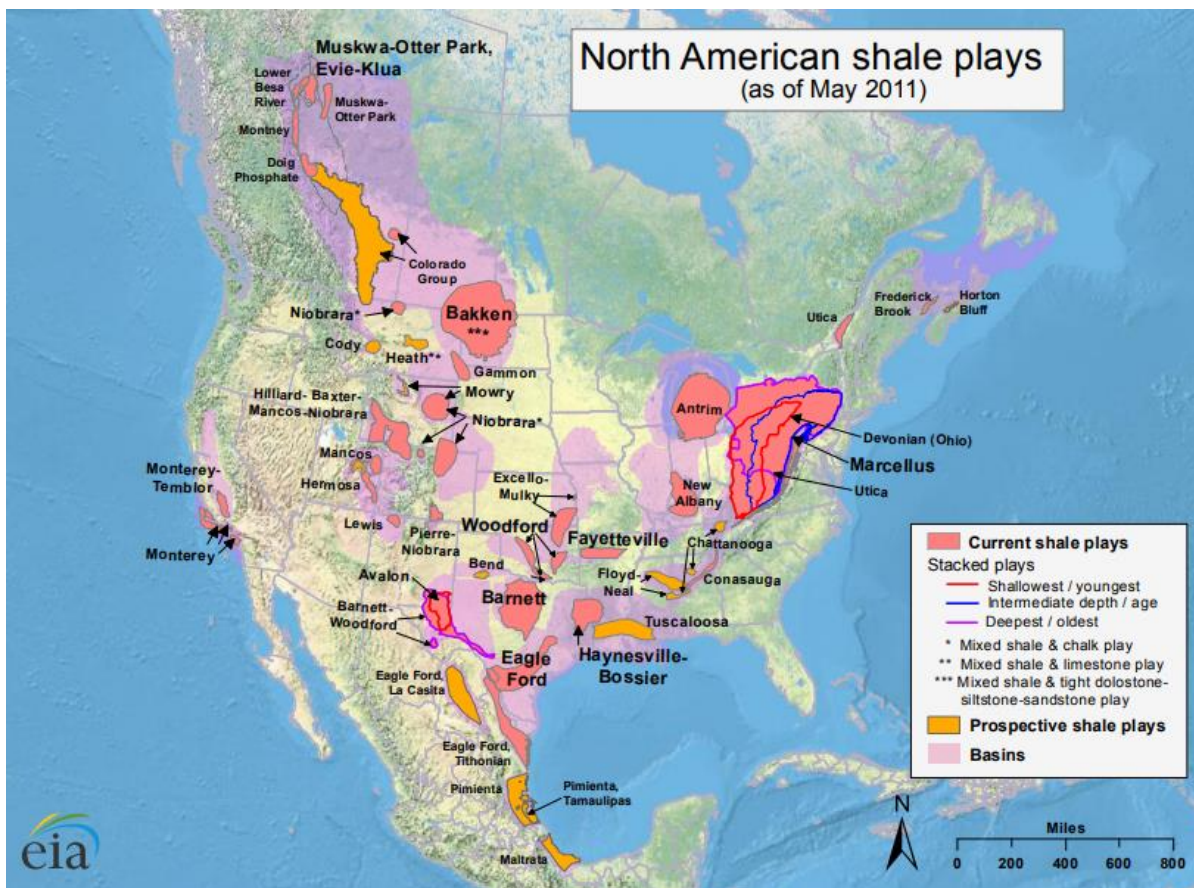 North American shale plays
(as of May 2011)
Muskwa-Otter Park,
Evie-Klua
Lower
Besa
River
Muskwa-
Otter Park
Montney
Doig
Phosphate
Colorado
Group
Niobrara*
Bakken
***
Cody
Heath**
Gammon
Mowry
Hilliard- Baxter-
Mancos-Niobrara
Niobrara*
Mancos
Hermosa
Monterey-
Temblor
Monterey
Lewis
Pierre-
Niobrara
Excello-
Mulky
Woodford
Fayetteville
Bend
Avalon
Barnett
Barnett-
Woodford
Eagle
Ford
Haynesville-
Bossier
Tuscaloosa
Floyd-
Neal
Chattanooga
Conasauga
New
Albany
Antrim
Devonian (Ohio)
Marcellus
Utica
Utica
Frederick
Brook
Horton
Bluff
Eagle Ford,
La Casita
Eagle Ford,
Tithonian
Pimienta
Pimienta,
Tamaulipas
Maltrata
Current shale plays
Stacked plays
Shallowest / youngest
Intermediate depth / age
Deepest / oldest
* Mixed shale & chalk play
** Mixed shale & limestone play
*** Mixed shale & tight dolostone-
siltstone-sandstone play
Prospective shale plays
Basins
N
Miles
0 200 400 600 800
eia